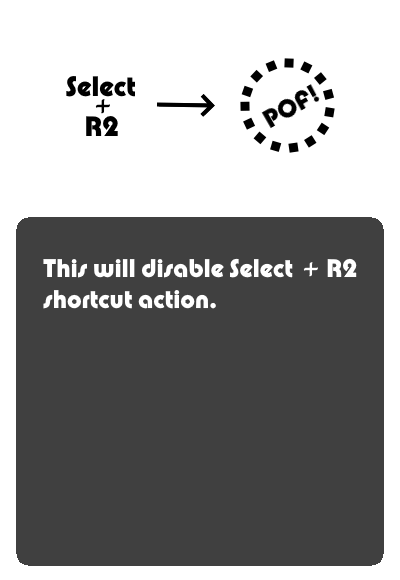 Select
+
R2
POF!
This will disable Select + R2
shortcut action.